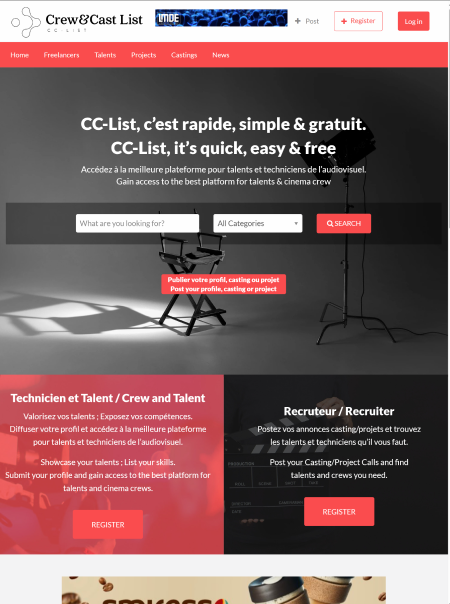 Crew&Cast List
CC-LIST
Post
Register
Log in
Home
Freelancers
Talents
Projects
Castings
News
CC-List, c'est rapide, simple & gratuit.
CC-List, it's quick, easy & free
Accédez à la meilleure plateforme pour talents et techniciens de l'audiovisuel.
Gain access to the best platform for talents & cinema crew
What are you looking for?
All Categories
SEARCH
Publier votre profil, casting ou projet
Post your profile, casting or project
Technicien et Talent / Crew and Talent
Valorisez vos talents ; Exposez vos compétences.
Diffuser votre profil et accédez à la meilleure plateforme
pour talents et techniciens de l'audiovisuel.
Showcase your talents ; List your skills.
Submit your profile and gain access to the best platform for
talents and cinema crews.
REGISTER
Recruteur / Recruiter
Postez vos annonces casting/projets et trouvez
les talents et techniciens qu'il vous faut.
Post your Casting/Project Calls and find
talents and crews you need.
REGISTER
PRODUCTION
ROLL
SCENE
TAKE
DIRECTOR
DATE